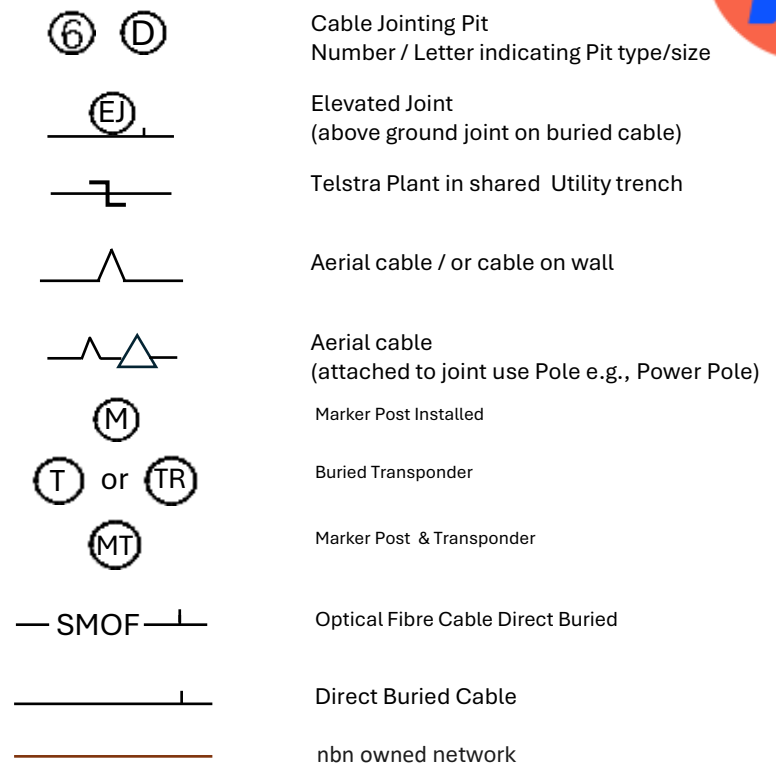 6 D Cable Jointing Pit
Number / Letter indicating Pit type/size
EJ Elevated Joint
(above ground joint on buried cable)
Telstra Plant in shared Utility trench
Aerial cable / or cable on wall
Aerial cable
(attached to joint use Pole e.g., Power Pole)
M Marker Post Installed
T or TR Buried Transponder
MT Marker Post & Transponder
SMOF Optical Fibre Cable Direct Buried
Direct Buried Cable
nbn owned network